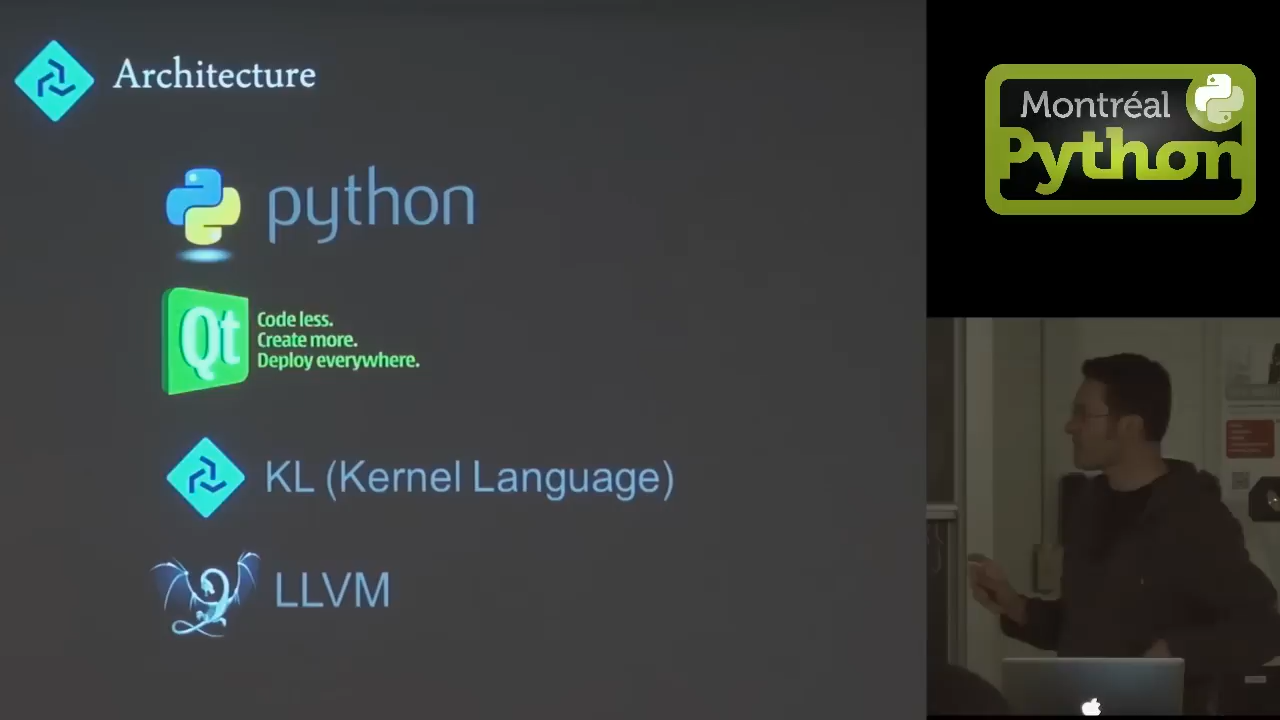 Architecture
python
Qt
Code less.
Create more.
Deploy everywhere.
KL (Kernel Language)
LLVM
Montréal
Python